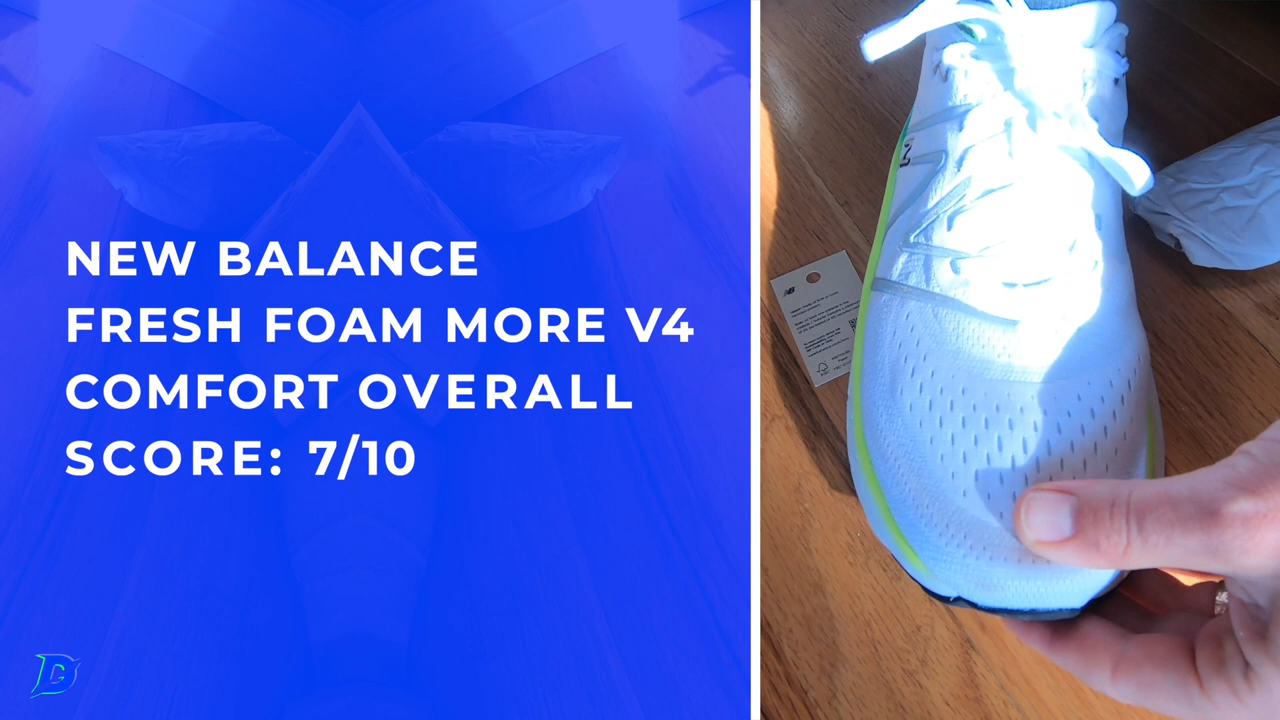 NEW BALANCE
FRESH FOAM MORE V4
COMFORT OVERALL
SCORE: 7/10